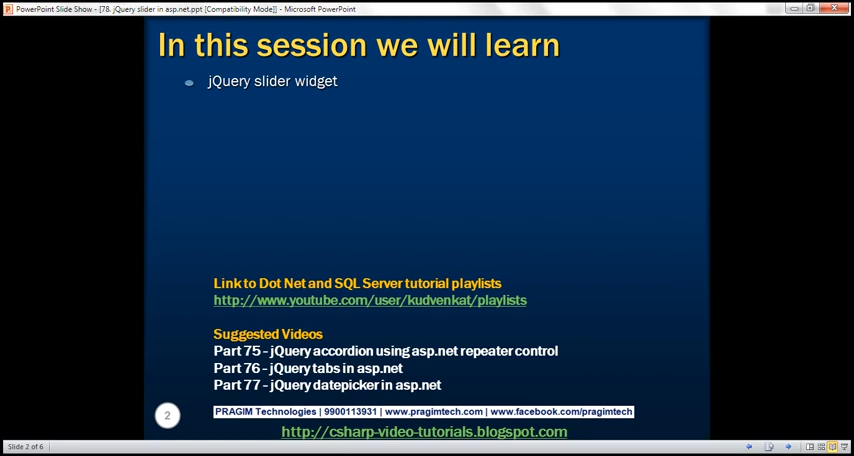 PowerPoint Slide Show - [78. jQuery slider in asp.net.ppt [Compatibility Mode]] - Microsoft PowerPoint
In this session we will learn
jQuery slider widget
Link to Dot Net and SQL Server tutorial playlists
http://www.youtube.com/user/kudvenkat/playlists
Suggested Videos
Part 75 - jQuery accordion using asp.net repeater control
Part 76 - jQuery tabs in asp.net
Part 77 - jQuery datepicker in asp.net
2
PRAGIM Technologies | 9900113931 | www.pragimtech.com | www.facebook.com/pragimtech
http://csharp-video-tutorials.blogspot.com
Slide 2 of 6